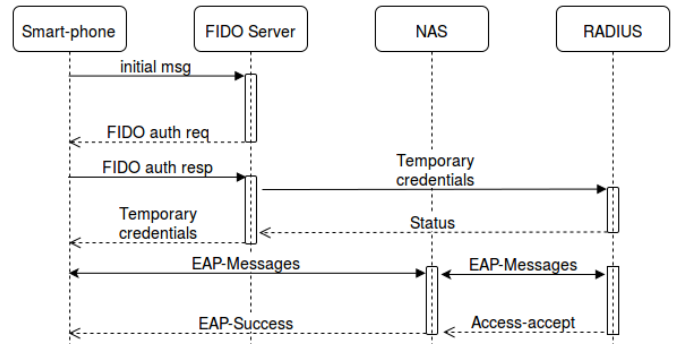 Smart-phone
FIDO Server
NAS
RADIUS
initial msg
FIDO auth req
FIDO auth resp
Temporary
credentials
Status
Temporary
credentials
EAP-Messages
EAP-Messages
Access-accept
EAP-Success